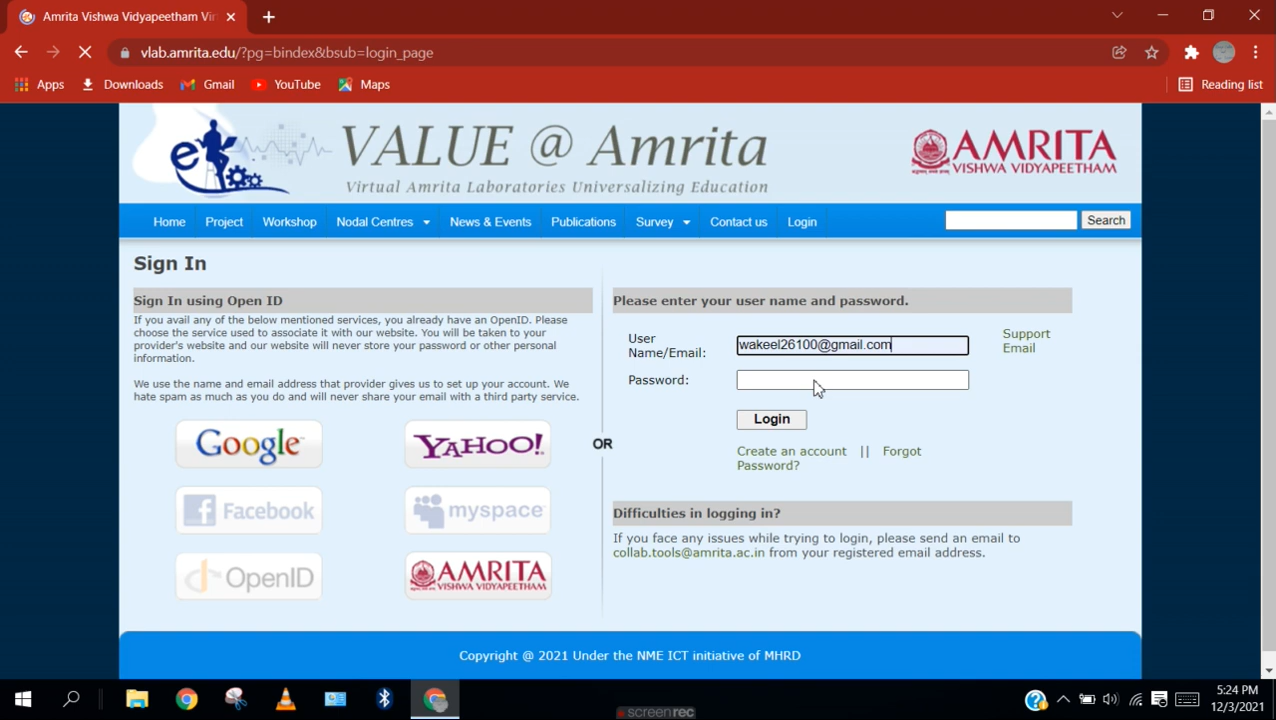 Amrita Vishwa Vidyapeetham Vir
vlab.amrita.edu/?pg=bindex&bsub=login_page
Apps Downloads Gmail YouTube Maps Reading list
e VALUE @ Amrita
Virtual Amrita Laboratories Universalizing Education
AMRITA
VISHWA VIDYAPEETHAM
Home Project Workshop Nodal Centres News & Events Publications Survey Contact us Login Search
Sign In
Sign In using Open ID
If you avail any of the below mentioned services, you already have an OpenID. Please
choose the service used to associate it with our website. You will be taken to your
provider's website and our website will never store your password or other personal
information.
We use the name and email address that provider gives us to set up your account. We
hate spam as much as you do and will never share your email with a third party service.
Google YAHOO!
Facebook myspace
OpenID AMRITA
VISHWA VIDYAPEETHAM
OR
Please enter your user name and password.
User
Name/Email: wakeel26100@gmail.com
Support
Email
Password:
Login
Create an account || Forgot
Password?
Difficulties in logging in?
If you face any issues while trying to login, please send an email to
collab.tools@amrita.ac.in from your registered email address.
Copyright @ 2021 Under the NME ICT initiative of MHRD
5:24 PM
12/3/2021
screenrec